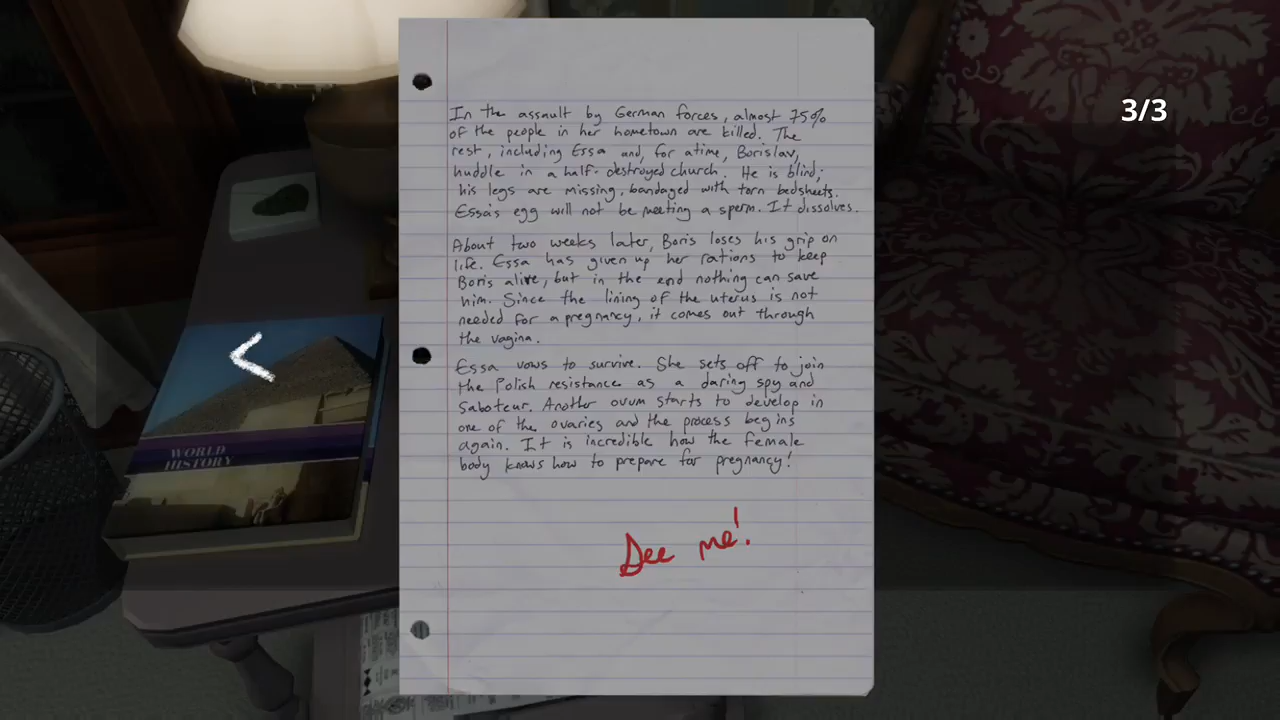 3/3
In the assault by German forces, almost 75%
of the people in her hometown are killed. The
rest, including Essa and, for atime, Borislav,
huddle in a half-destroyed church. He is blind;
his legs are missing, bandaged with torn bedsheets.
Essa's egg will not be meeting a sperm. It dissolves.
About two weeks later, Boris loses his grip on
life. Essa has given up her rations to keep
Boris alive, but in the end nothing can save
him. Since the lining of the uterus is not
needed for a pregnancy, it comes out through
the vagina.
Essa vows to survive. She sets off to join
the Polish resistance as a daring spy and
Saboteur. Another ovum starts to develop in
one of the ovaries and the process begins
again. It is incredible how the female
body knows how to prepare for pregnancy!
See me!
WORLD
HISTORY